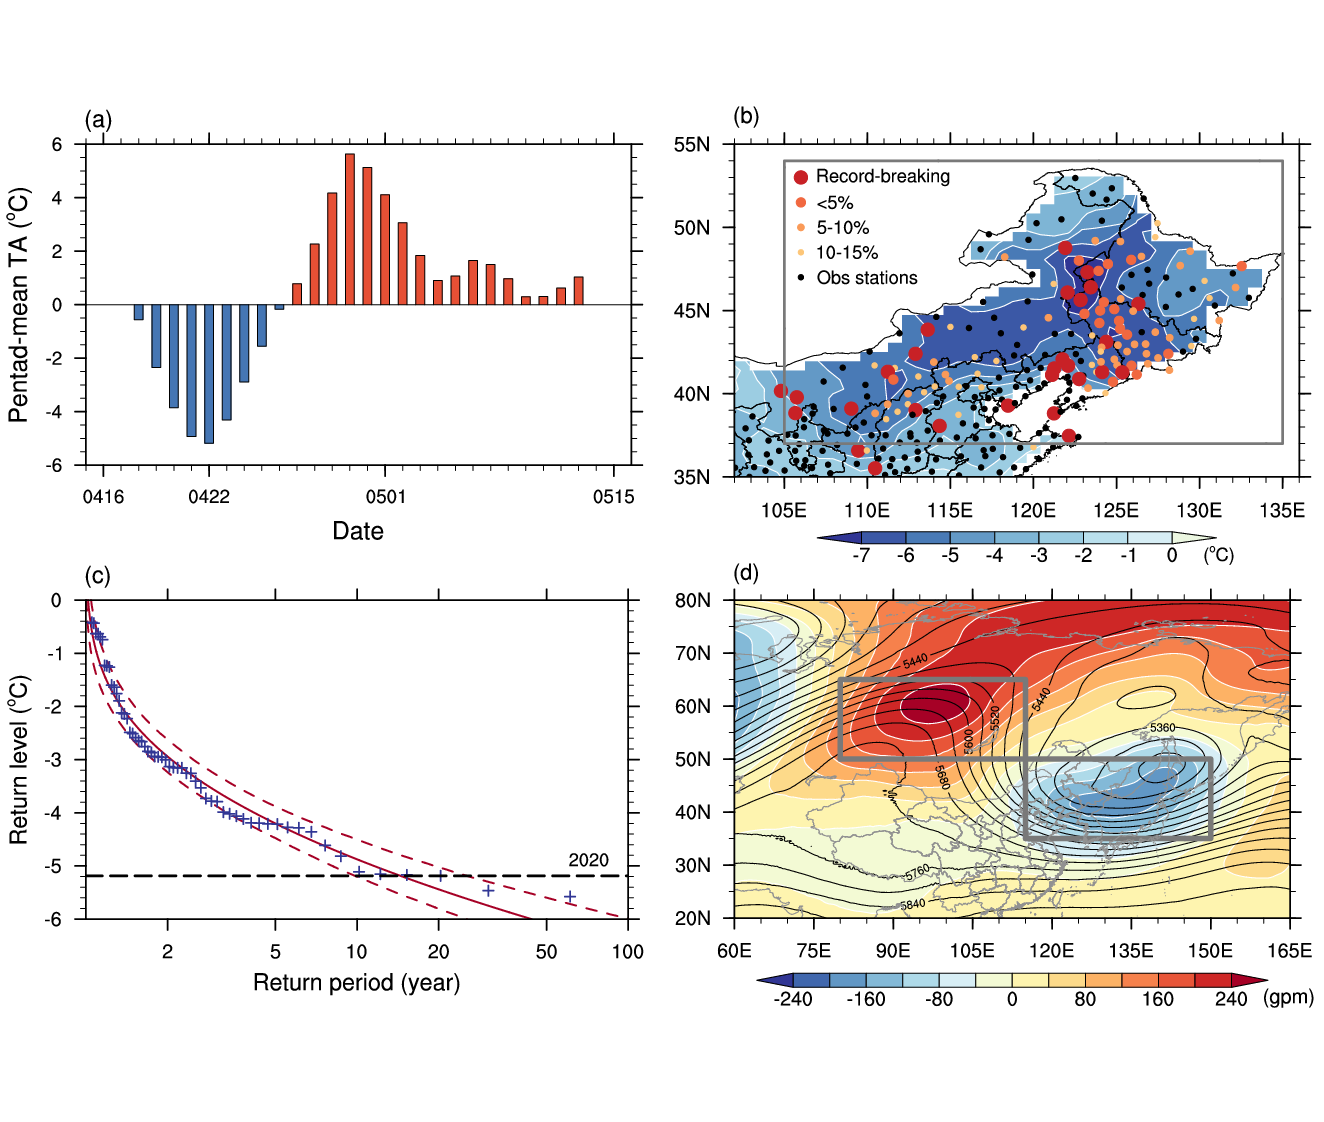 (a)
6
4
2
0
-2
-4
-6
Pentad-mean TA (°C)
0416 0422 0501 0515
Date
(b)
55N
50N
45N
40N
35N
Record-breaking
<5%
5-10%
10-15%
Obs stations
105E 110E 115E 120E 125E 130E 135E
-7 -6 -5 -4 -3 -2 -1 0 (°C)
(c)
0
-1
-2
-3
-4
-5
-6
Return level (°C)
2020
2 5 10 20 50 100
Return period (year)
(d)
80N
70N
60N
50N
40N
30N
20N
5440
5440
5520
5600
5680
5360
5760
5840
60E 75E 90E 105E 120E 135E 150E 165E
-240 -160 -80 0 80 160 240 (gpm)